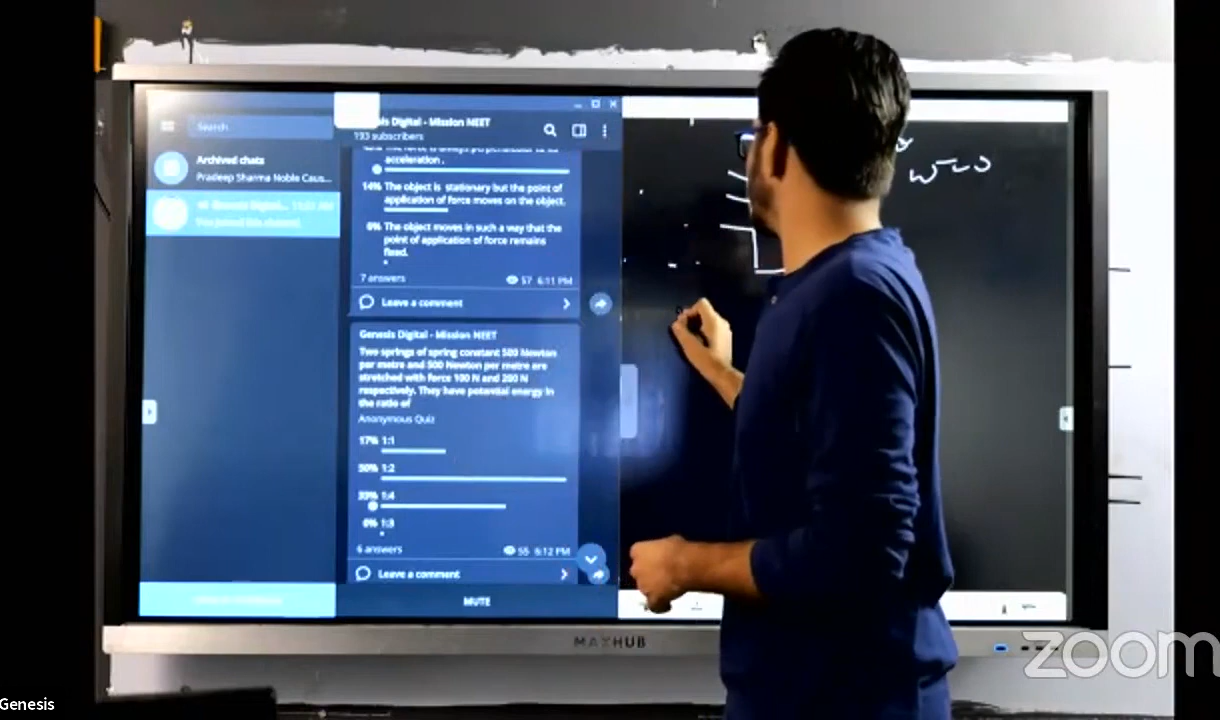 Search
Archived chats
Pradeep Sharma Noble Caus...
Digital - Mission NEET
193 subscribers
acceleration .
14% The object is stationary but the point of
application of force moves on the object.
0% The object moves in such a way that the
point of application of force remains
fixed.
7 answers
57 6:11 PM
Leave a comment
Genesis Digital - Mission NEET
Two springs of spring constant 500 Newton
per metre and 500 Newton per metre are
stretched with force 100 N and 200 N
respectively. They have potential energy in
the ratio of
Anonymous Quiz
17% 1:1
50% 1:2
33% 1:4
0% 1:3
6 answers
55 6:12 PM
Leave a comment
MUTE
W=0
MAXHUB
zoom
Genesis